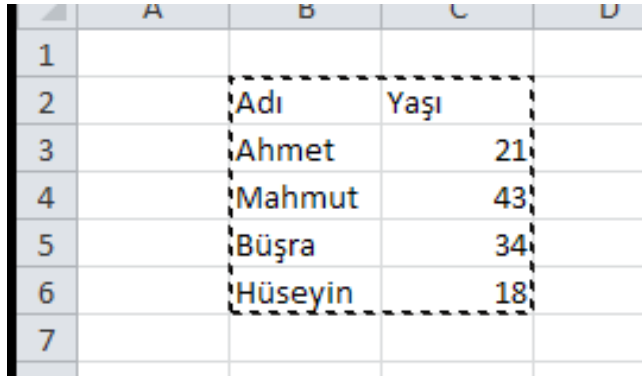 A B C D
1
2 Adı Yaşı
3 Ahmet 21
4 Mahmut 43
5 Büşra 34
6 Hüseyin 18
7